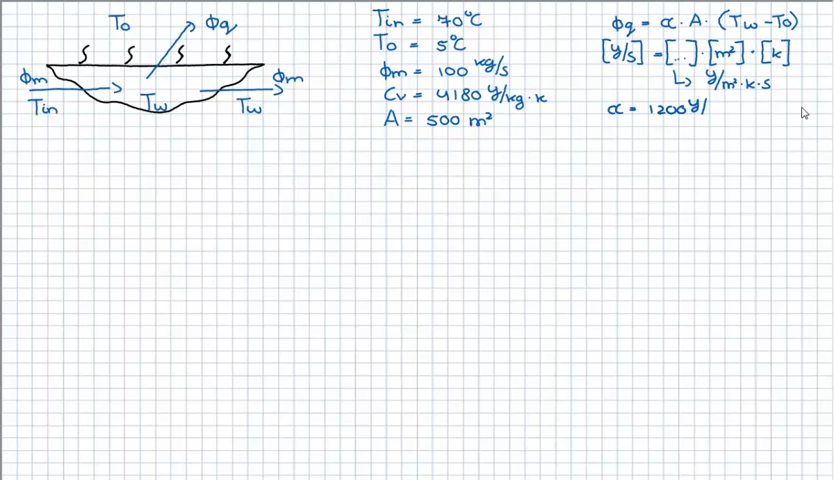 To
Φq
Φm
Tin
Tw
Φm
Tw
Tin = 70°C
To = 5°C
Φm = 100 kg/s
Cv = 4180 J/kg·K
A = 500 m²
Φq = α · A · (Tw - To)
[J/s] = [...] · [m²] · [K]
↳ J/m²·K·s
α = 1200 J/